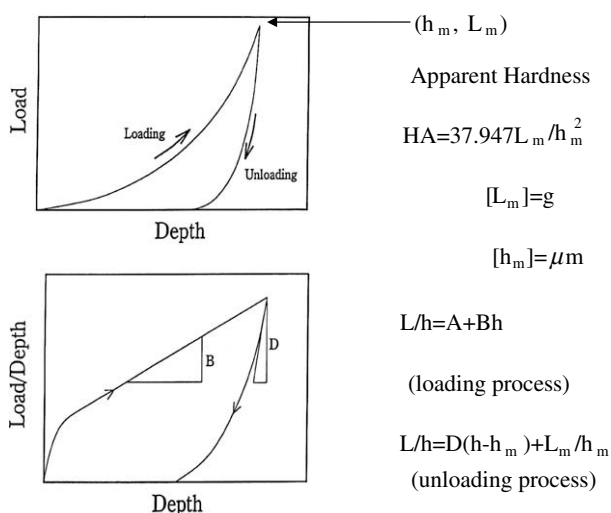 Load
Loading
Unloading
Depth
(h m, L m)
Apparent Hardness
HA=37.947L m/h m 2
[L m]=g
[h m]=μm
Load/Depth
B
D
Depth
L/h=A+Bh
(loading process)
L/h=D(h-h m)+L m/h m
(unloading process)